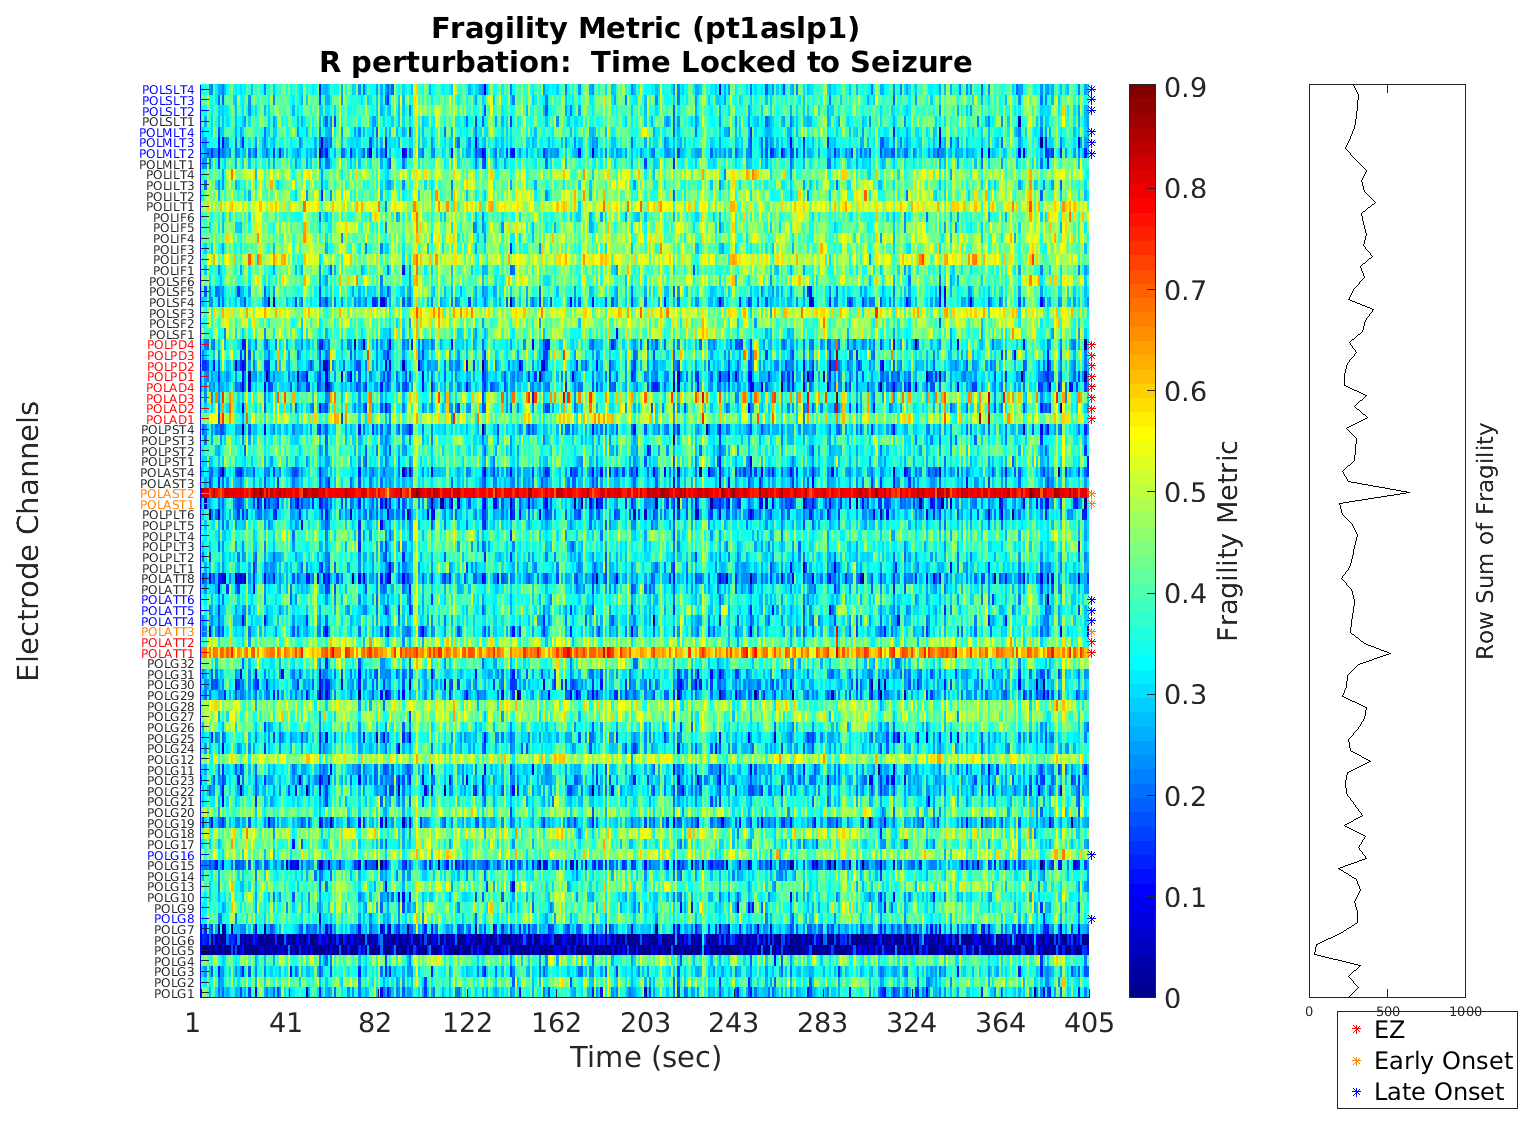 Fragility Metric (pt1aslp1)
R perturbation:  Time Locked to Seizure
Electrode Channels
POLSLT4
POLSLT3
POLSLT2
POLSLT1
POLMLT4
POLMLT3
POLMLT2
POLMLT1
POLILT4
POLILT3
POLILT2
POLILT1
POLIF6
POLIF5
POLIF4
POLIF3
POLIF2
POLIF1
POLSF6
POLSF5
POLSF4
POLSF3
POLSF2
POLSF1
POLPD4
POLPD3
POLPD2
POLPD1
POLAD4
POLAD3
POLAD2
POLAD1
POLPST4
POLPST3
POLPST2
POLPST1
POLAST4
POLAST3
POLAST2
POLAST1
POLPLT6
POLPLT5
POLPLT4
POLPLT3
POLPLT2
POLPLT1
POLATT8
POLATT7
POLATT6
POLATT5
POLATT4
POLATT3
POLATT2
POLATT1
POLG32
POLG31
POLG30
POLG29
POLG28
POLG27
POLG26
POLG25
POLG24
POLG12
POLG11
POLG23
POLG22
POLG21
POLG20
POLG19
POLG18
POLG17
POLG16
POLG15
POLG14
POLG13
POLG10
POLG9
POLG8
POLG7
POLG6
POLG5
POLG4
POLG3
POLG2
POLG1
1 41 82 122 162 203 243 283 324 364 405
Time (sec)
0.9
0.8
0.7
0.6
0.5
0.4
0.3
0.2
0.1
0
Fragility Metric
0 500 1000
Row Sum of Fragility
EZ
Early Onset
Late Onset